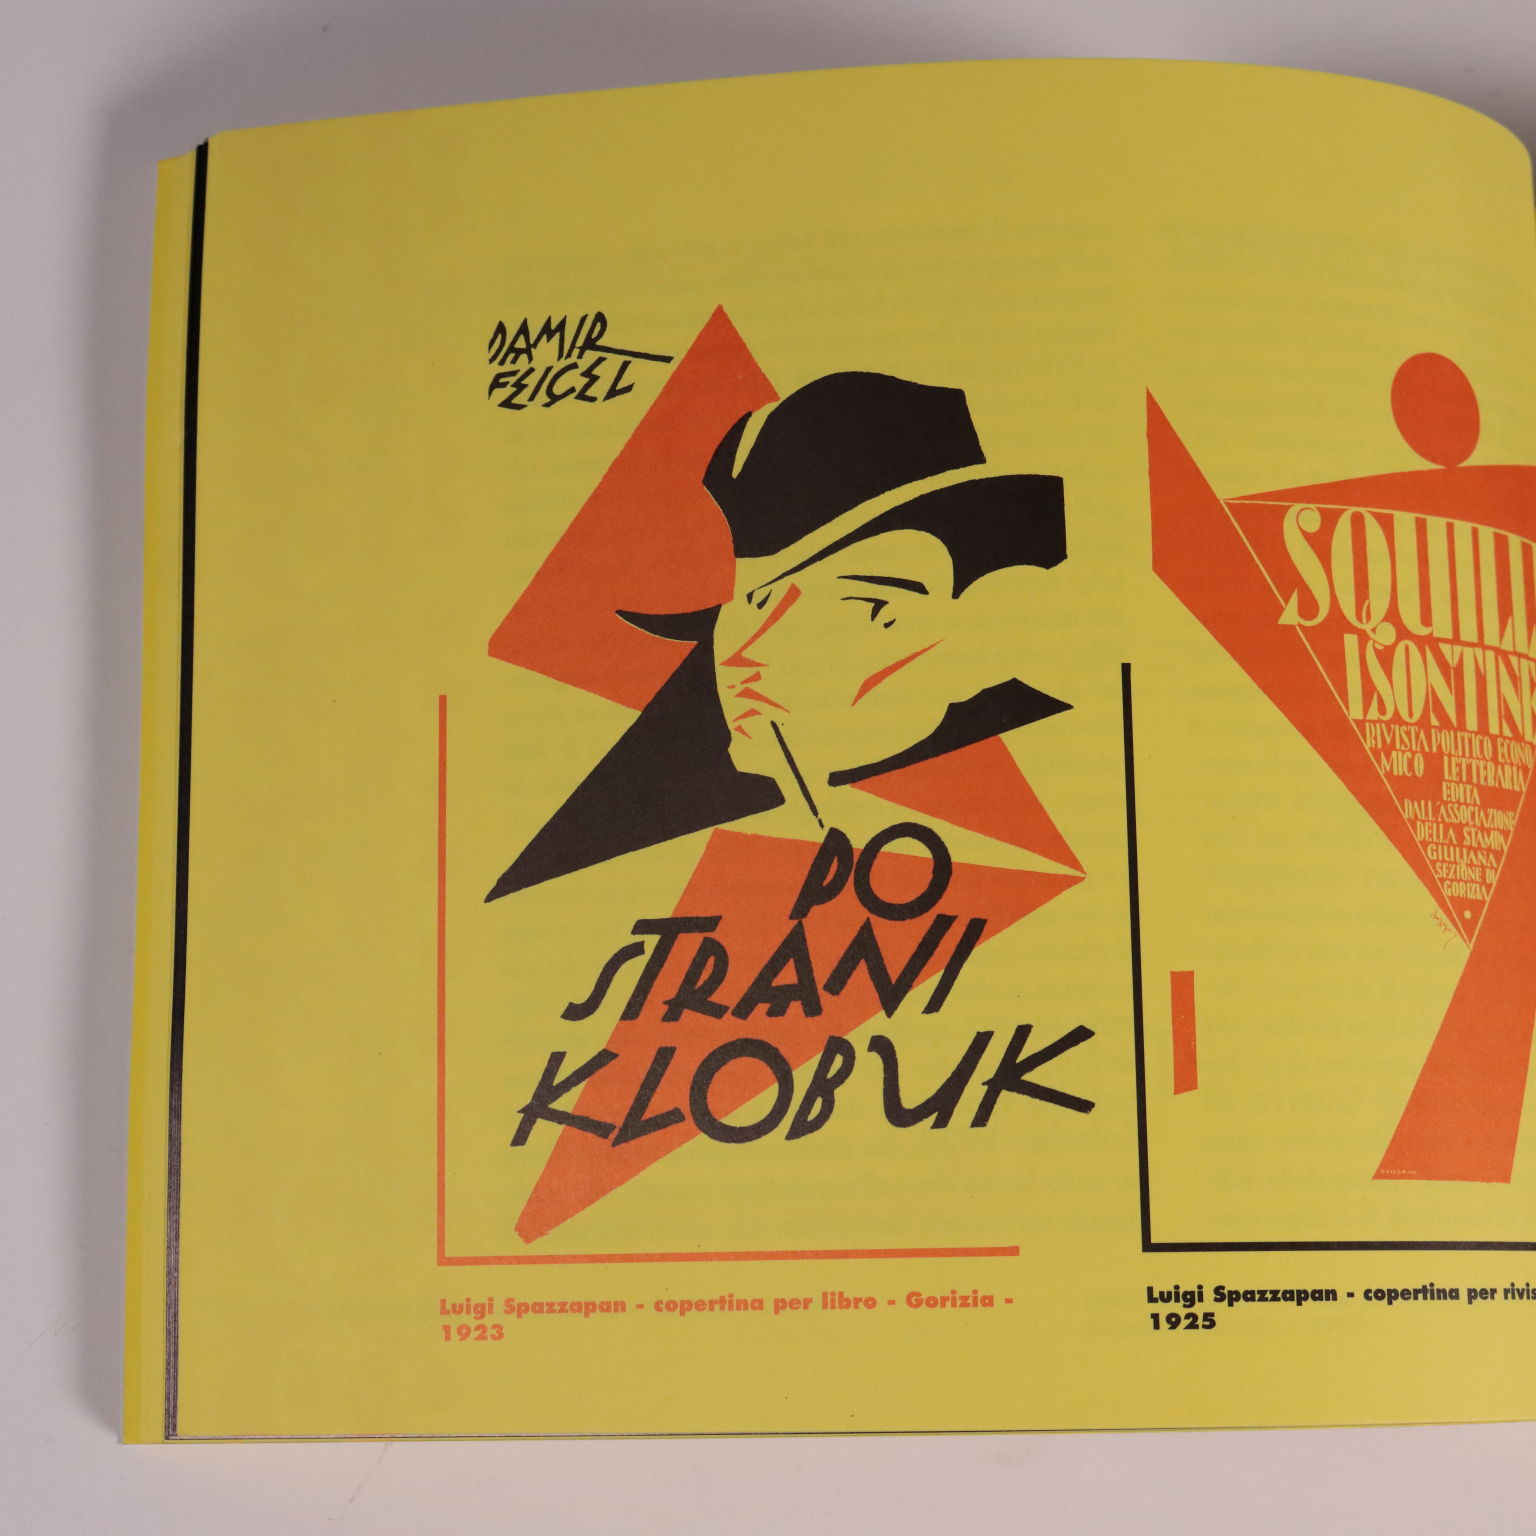 DAMIR
FEIGEL
PO
STRANI
KLOBUK
Luigi Spazzapan - copertina per libro - Gorizia -
1923
SQUILL
ISONTIN
RIVISTA POLITICO ECONO
MICO LETTERARIA
EDITA
DALL'ASSOCIAZIONE
DELLA STAMPA
GIULIANA
SEZIONE DI
GORIZIA
Luigi Spazzapan - copertina per rivis
1925